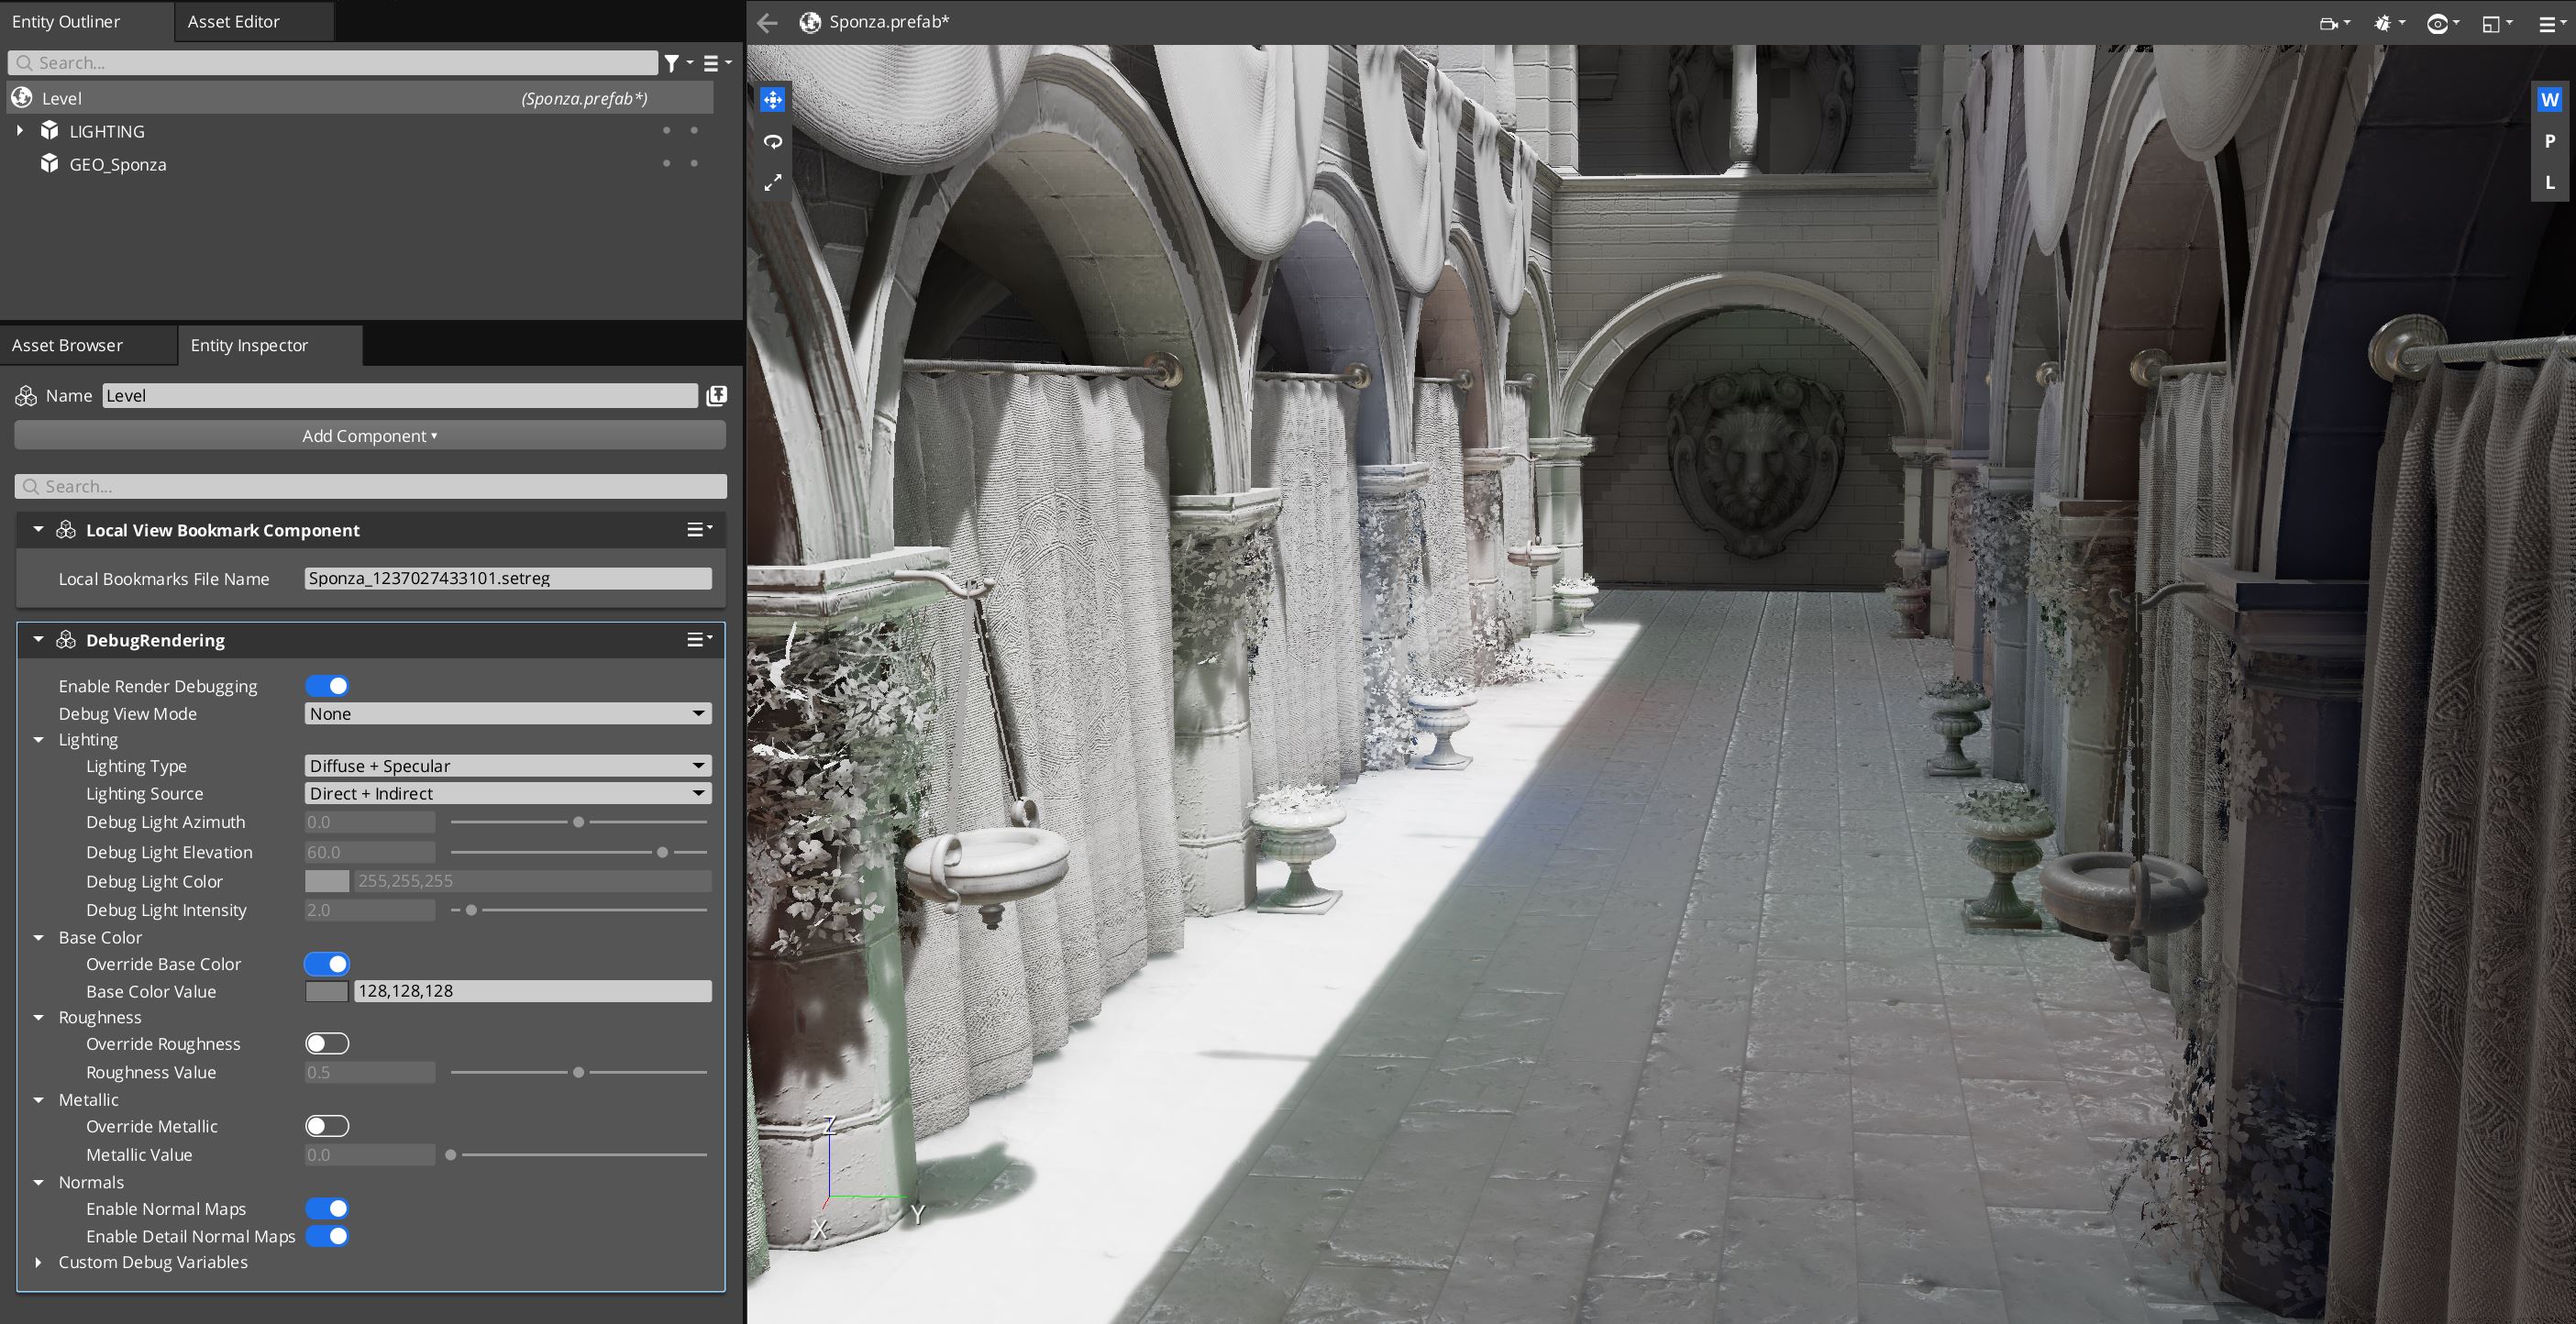 Entity Outliner
Asset Editor
Search...
Level
(Sponza.prefab*)
LIGHTING
GEO_Sponza
Asset Browser
Entity Inspector
Name
Level
Add Component
Search...
Local View Bookmark Component
Local Bookmarks File Name
Sponza_1237027433101.setreg
DebugRendering
Enable Render Debugging
Debug View Mode
None
Lighting
Lighting Type
Diffuse + Specular
Lighting Source
Direct + Indirect
Debug Light Azimuth
0.0
Debug Light Elevation
60.0
Debug Light Color
255,255,255
Debug Light Intensity
2.0
Base Color
Override Base Color
Base Color Value
128,128,128
Roughness
Override Roughness
Roughness Value
0.5
Metallic
Override Metallic
Metallic Value
0.0
Normals
Enable Normal Maps
Enable Detail Normal Maps
Custom Debug Variables
Sponza.prefab*
W
P
L
Z
X
Y